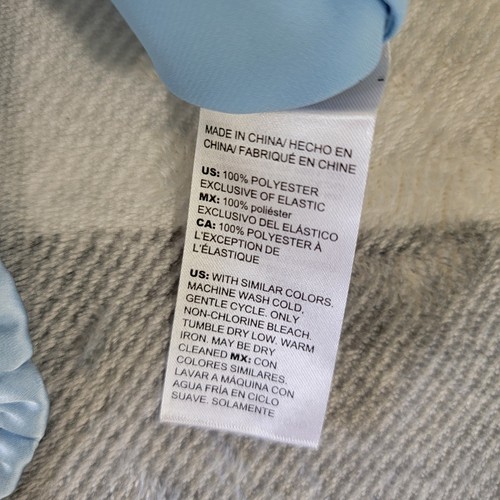 MADE IN CHINA/ HECHO EN
CHINA/ FABRIQUÉ EN CHINE
US: 100% POLYESTER
EXCLUSIVE OF ELASTIC
MX: 100% poliéster
EXCLUSIVO DEL ELÁSTICO
CA: 100% POLYESTER À
L'EXCEPTION DE
L'ÉLASTIQUE
US: WITH SIMILAR COLORS.
MACHINE WASH COLD,
GENTLE CYCLE. ONLY
NON-CHLORINE BLEACH.
TUMBLE DRY LOW. WARM
IRON. MAY BE DRY
CLEANED MX: CON
COLORES SIMILARES.
LAVAR A MÁQUINA CON
AGUA FRÍA EN CICLO
SUAVE. SOLAMENTE